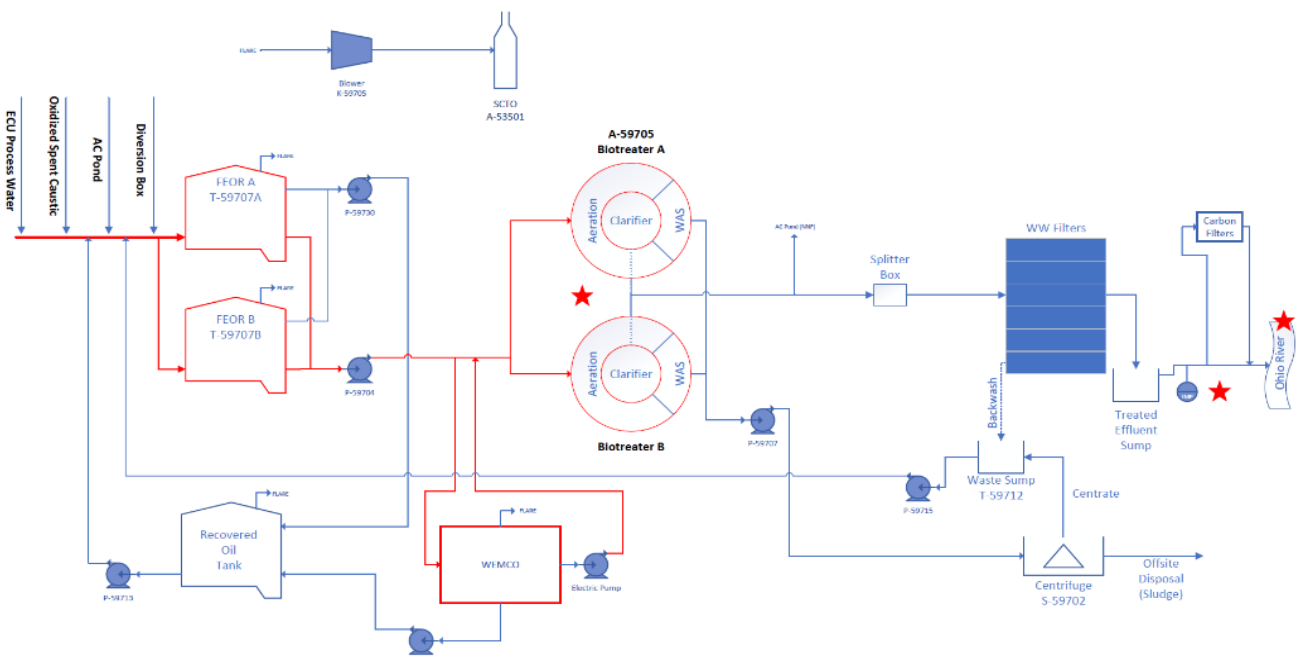 FLARE
Blower
K-59705
SCTO
A-53501
ECU Process Water
Oxidized Spent Caustic
AC Pond
Diversion Box
FLARE
FEOR A
T-59707A
P-59730
FLARE
FEOR B
T-59707B
P-59704
A-59705
Biotreater A
Aeration
Clarifier
WAS
Aeration
Clarifier
WAS
Biotreater B
P-59707
AC Pond (NNF)
Splitter
Box
WW Filters
Carbon
Filters
Ohio River
Treated
Effluent
Sump
Backwash
Waste Sump
T-59712
P-59715
Centrate
Centrifuge
S-59702
Offsite
Disposal
(Sludge)
FLARE
Recovered
Oil
Tank
P-59713
FLARE
WEMCO
Electric Pump